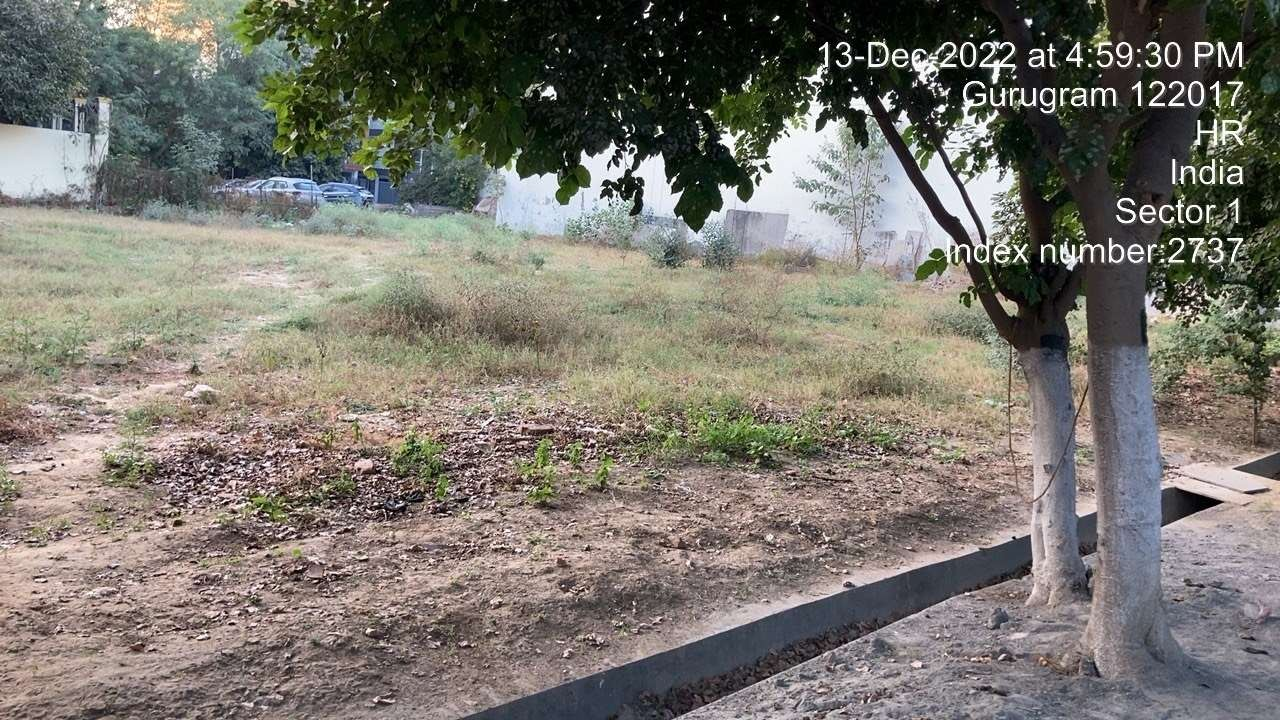 13-Dec-2022 at 4:59:30 PM
Gurugram 122017
HR
India
Sector 1
Index number:2737